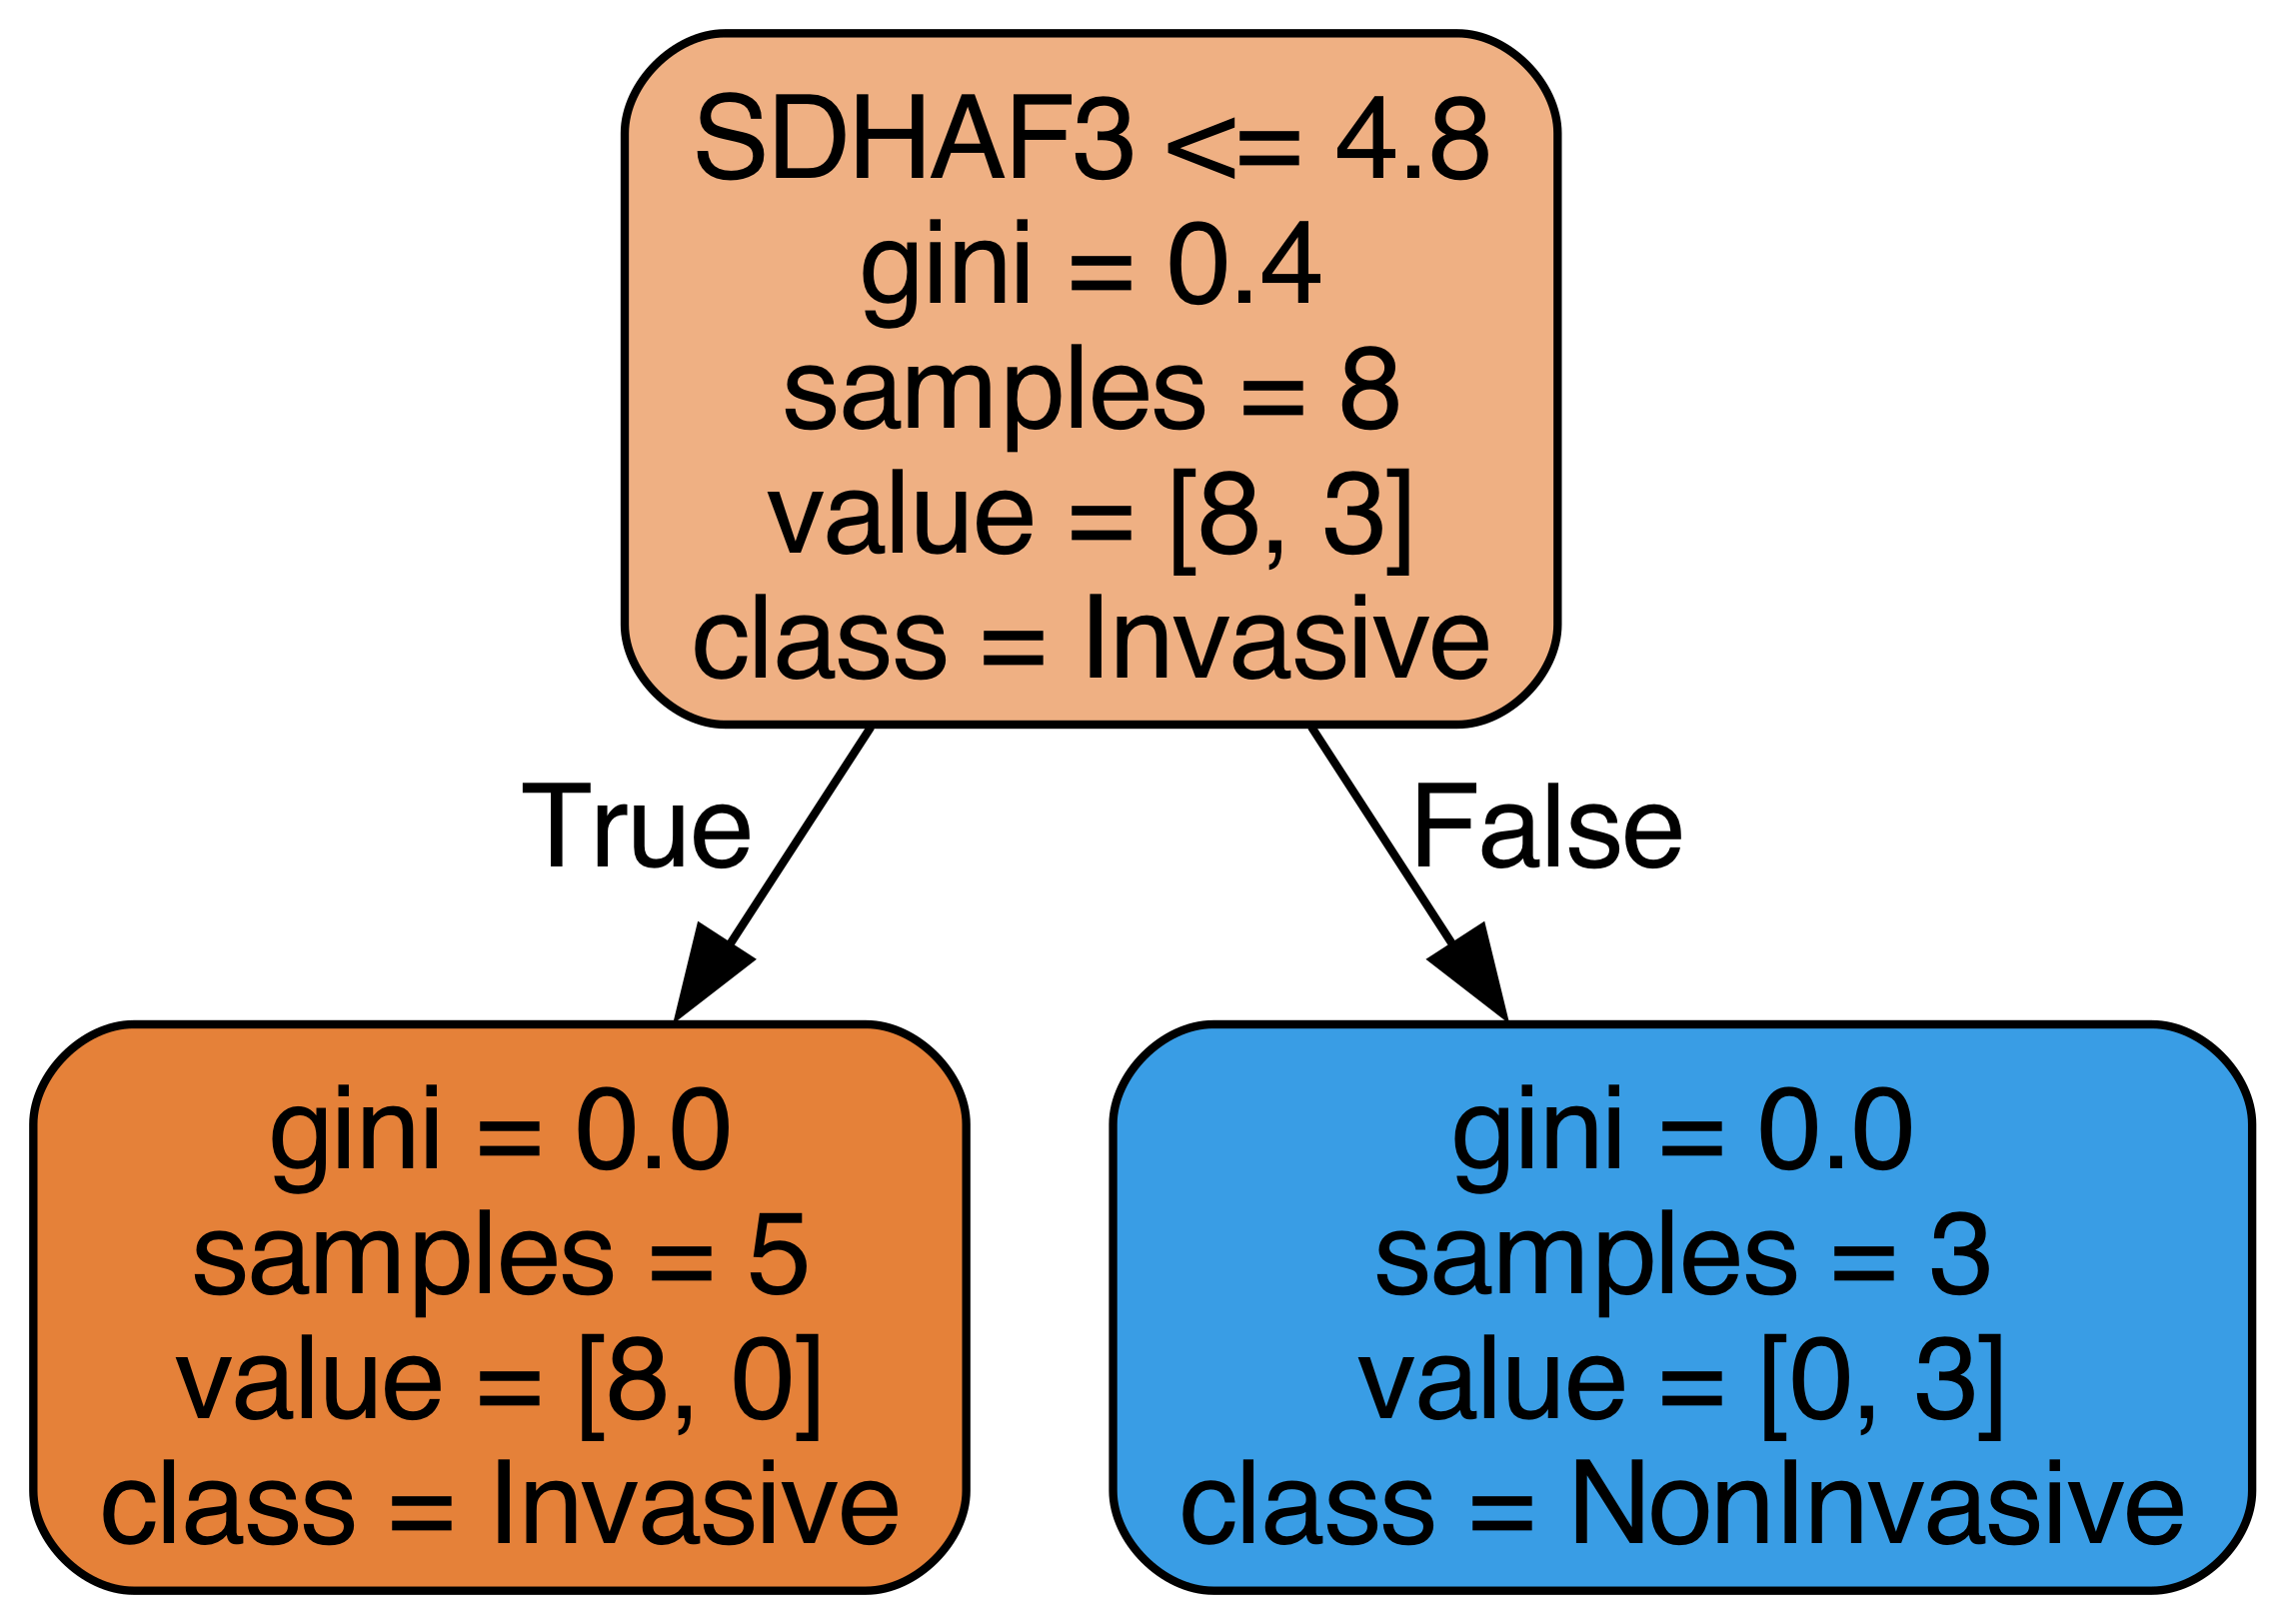 SDHAF3 <= 4.8
gini = 0.4
samples = 8
value = [8, 3]
class = Invasive
True
False
gini = 0.0
samples = 5
value = [8, 0]
class = Invasive
gini = 0.0
samples = 3
value = [0, 3]
class = NonInvasive